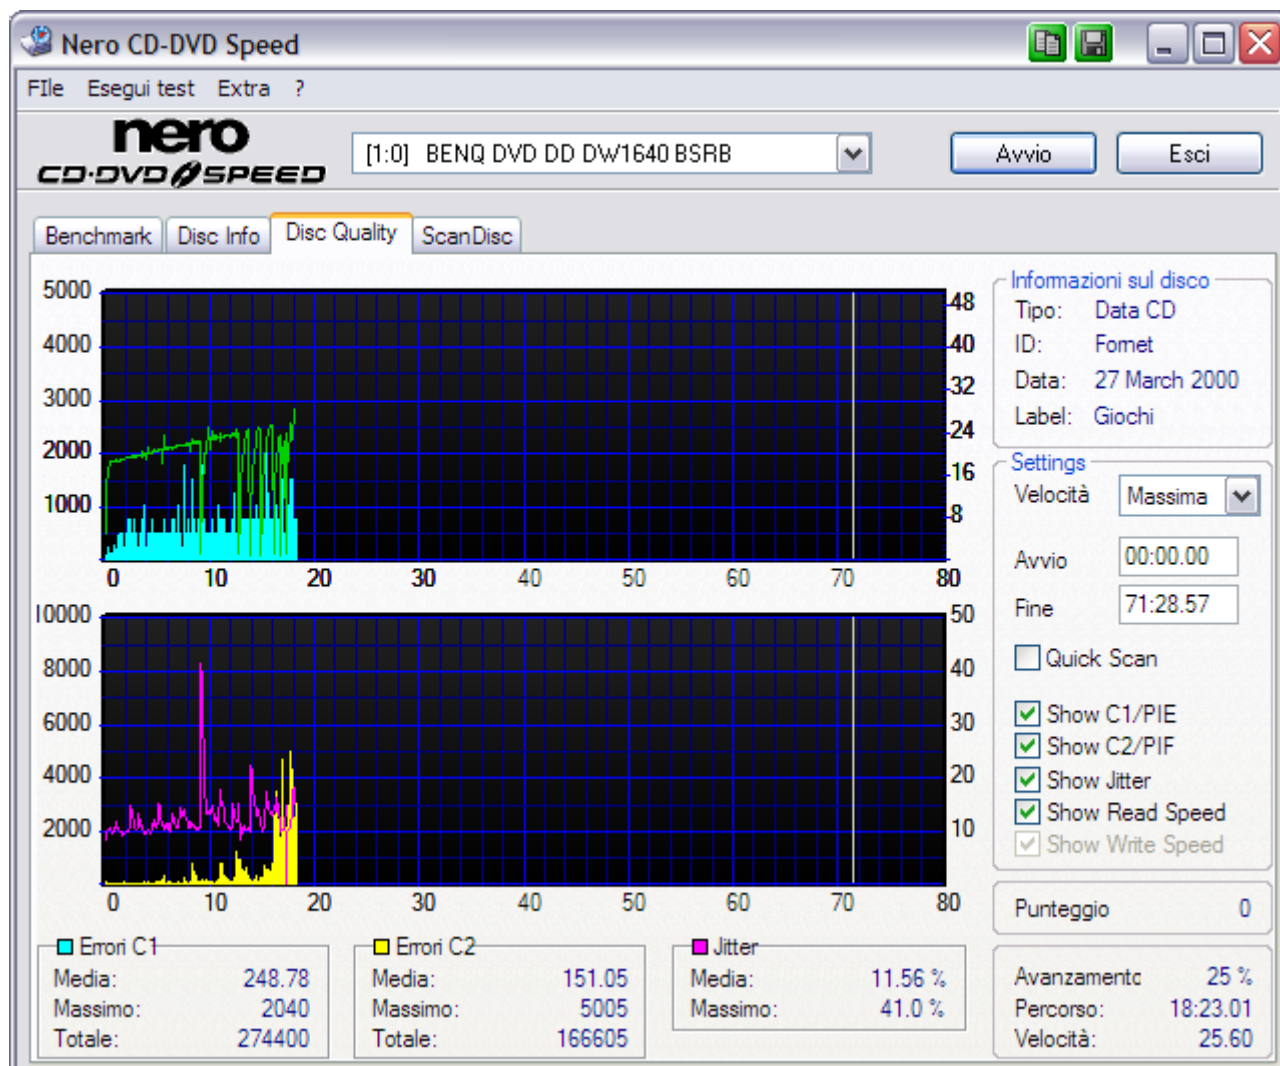 Nero CD-DVD Speed
FIle Esegui test Extra ?
nero
CD·DVD SPEED
[1:0] BENQ DVD DD DW1640 BSRB
Avvio
Esci
Benchmark
Disc Info
Disc Quality
ScanDisc
5000
4000
3000
2000
1000
48
40
32
24
16
8
0 10 20 30 40 50 60 70 80
10000
8000
6000
4000
2000
50
40
30
20
10
0 10 20 30 40 50 60 70 80
Errori C1
Media: 248.78
Massimo: 2040
Totale: 274400
Errori C2
Media: 151.05
Massimo: 5005
Totale: 166605
Jitter
Media: 11.56 %
Massimo: 41.0 %
Informazioni sul disco
Tipo: Data CD
ID: Fornet
Data: 27 March 2000
Label: Giochi
Settings
Velocità Massima
Avvio 00:00.00
Fine 71:28.57
Quick Scan
Show C1/PIE
Show C2/PIF
Show Jitter
Show Read Speed
Show Write Speed
Punteggio 0
Avanzamento 25 %
Percorso: 18:23.01
Velocità: 25.60